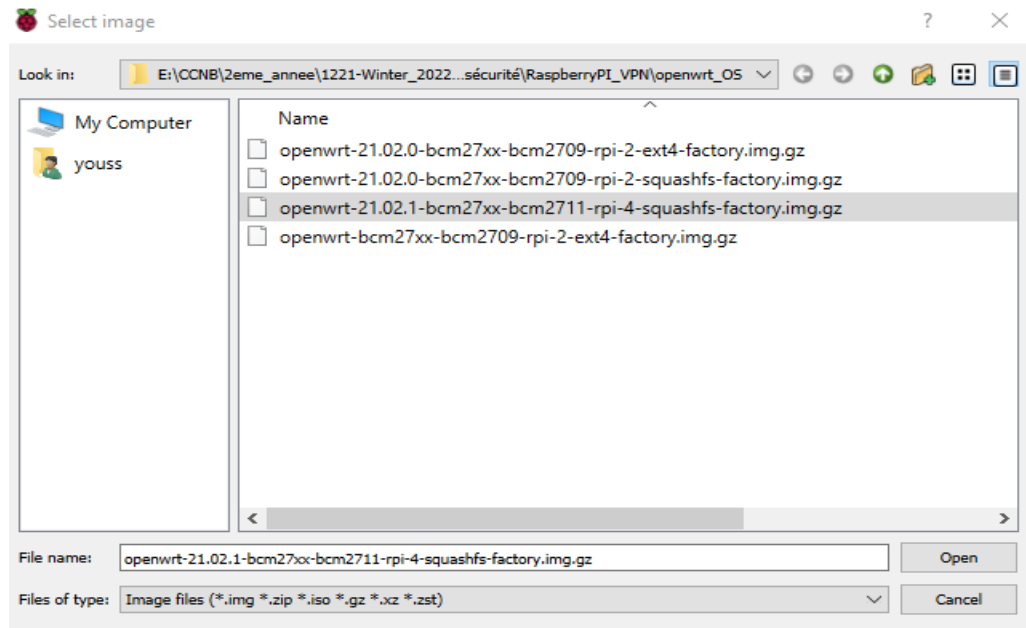 Select image
?
Look in:
E:\CCNB\2eme_annee\1221-Winter_2022...sécurité\RaspberryPI_VPN\openwrt_OS
My Computer
youss
Name
openwrt-21.02.0-bcm27xx-bcm2709-rpi-2-ext4-factory.img.gz
openwrt-21.02.0-bcm27xx-bcm2709-rpi-2-squashfs-factory.img.gz
openwrt-21.02.1-bcm27xx-bcm2711-rpi-4-squashfs-factory.img.gz
openwrt-bcm27xx-bcm2709-rpi-2-ext4-factory.img.gz
File name: openwrt-21.02.1-bcm27xx-bcm2711-rpi-4-squashfs-factory.img.gz Open
Files of type: Image files (*.img *.zip *.iso *.gz *.xz *.zst) Cancel